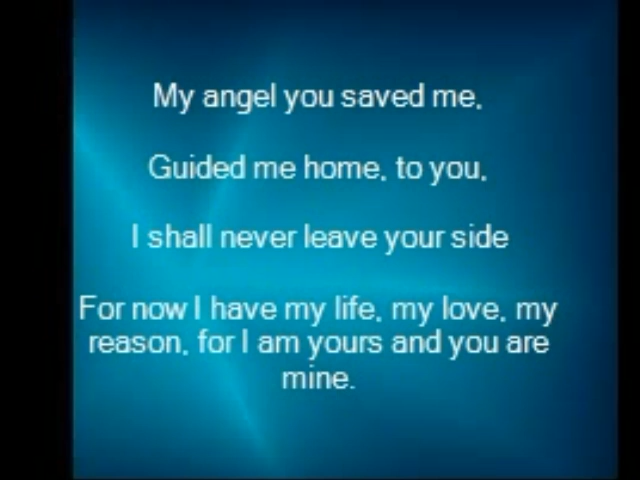 My angel you saved me,
Guided me home, to you,
I shall never leave your side
For now I have my life, my love, my
reason, for I am yours and you are
mine.